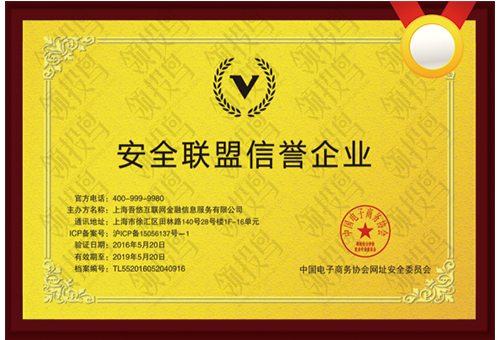 V
安全联盟信誉企业
官方电话：400-999-9980
主办方名称：上海吾悠互联网金融信息服务有限公司
通讯地址：上海市徐汇区田林路140号28号楼1F-16单元
ICP备案号：沪ICP备15056137号-1
验证日期：2016年5月20日
有效期至：2019年5月20日
档案编号：TL552016052040916
中国电子商务协会
中国电子商务协会网址安全委员会